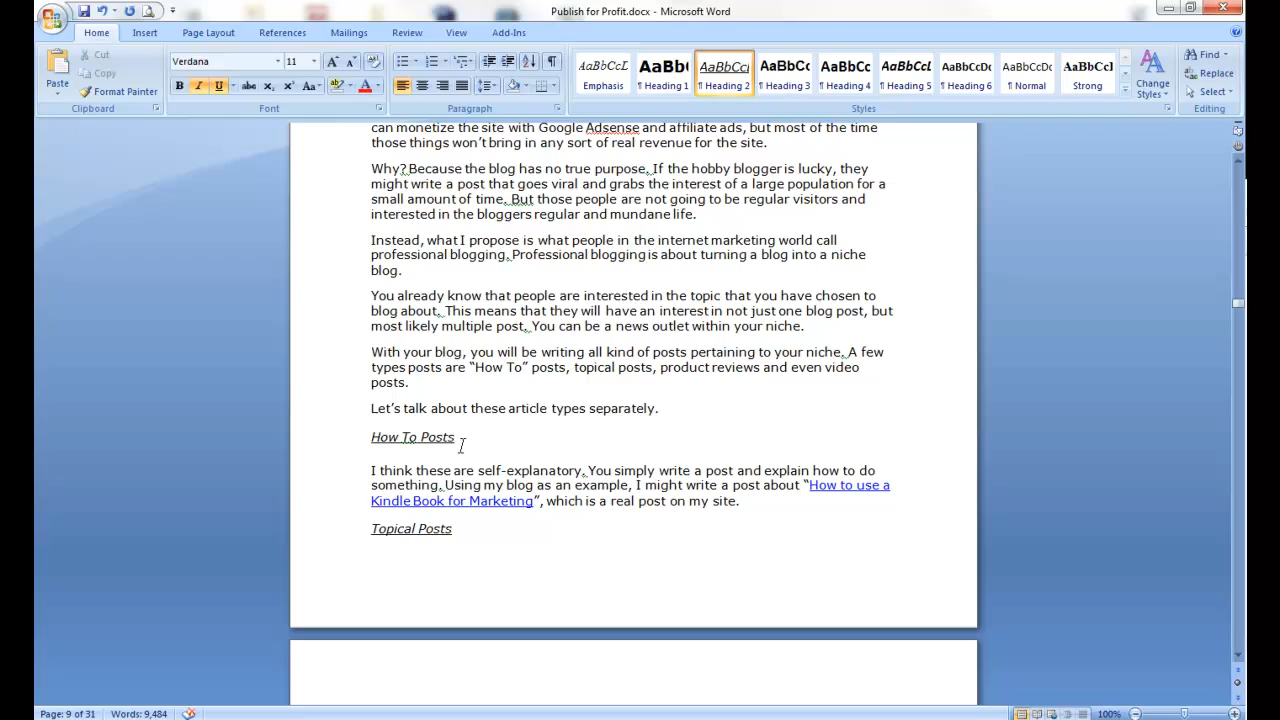 Publish for Profit.docx - Microsoft Word
Home Insert Page Layout References Mailings Review View Add-Ins
Paste
Cut
Copy
Format Painter
Clipboard
Verdana 11
Font
Paragraph
AaBbCcL AaBb( AaBbCcI AaBbCc AaBbCc AaBbCcL AaBbCcDc AaBbCcDc AaBbCcI
Emphasis ¶ Heading 1 ¶ Heading 2 ¶ Heading 3 ¶ Heading 4 ¶ Heading 5 ¶ Heading 6 ¶ Normal Strong
Change Styles
Styles
Find
Replace
Select
Editing
can monetize the site with Google Adsense and affiliate ads, but most of the time
those things won’t bring in any sort of real revenue for the site.
Why? Because the blog has no true purpose. If the hobby blogger is lucky, they
might write a post that goes viral and grabs the interest of a large population for a
small amount of time. But those people are not going to be regular visitors and
interested in the bloggers regular and mundane life.
Instead, what I propose is what people in the internet marketing world call
professional blogging. Professional blogging is about turning a blog into a niche
blog.
You already know that people are interested in the topic that you have chosen to
blog about. This means that they will have an interest in not just one blog post, but
most likely multiple post. You can be a news outlet within your niche.
With your blog, you will be writing all kind of posts pertaining to your niche. A few
types posts are “How To” posts, topical posts, product reviews and even video
posts.
Let’s talk about these article types separately.
How To Posts
I think these are self-explanatory. You simply write a post and explain how to do
something. Using my blog as an example, I might write a post about “How to use a
Kindle Book for Marketing”, which is a real post on my site.
Topical Posts
Page: 9 of 31 Words: 9,484 100%